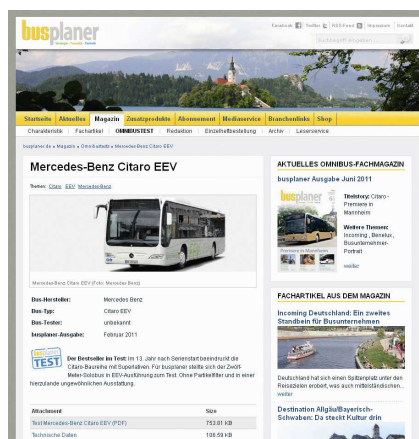 Facebook Twitter RSS Feed Impressum Kontakt
busplaner
Startseite Aktuelles Magazin Zusatzprodukte Abonnement Mediaservice Branchenlinks Shop
Charakteristik Fachartikel OMNIBUSTEST Redaktion Einzelheftbestellung Archiv Leserservice
busplaner.de » Magazin » Omnibustests » Mercedes-Benz Citaro EEV
Mercedes-Benz Citaro EEV
Themen: Citaro EEV Mercedes-Benz
Mercedes-Benz Citaro EEV (Foto: Mercedes Benz)
Bus-Hersteller: Mercedes Benz
Bus-Typ: Citaro EEV
Bus-Tester: unbekannt
busplaner-Ausgabe: Februar 2011
TEST
Der Bestseller im Test: Im 13. Jahr nach Serienstart beeindruckt die
Citaro-Baureihe mit Superlativen. Für busplaner stellte sich der Zwölf-
Meter-Solobus in EEV-Ausführung zum Test. Ohne Partikelfilter und in einer
hierzulande ungewöhnlichen Ausstattung.
Attachment Size
Test Mercedes-Benz Citaro EEV (PDF) 753.81 KB
Technische Daten 108.59 KB
AKTUELLES OMNIBUS-FACHMAGAZIN
busplaner Ausgabe Juni 2011
busplaner
Premiere in Mannheim
Titelstory: Citaro -
Premiere in
Mannheim
Weitere Themen:
Incoming , Benelux,
Busunternehmer-
Portrait
weiter
FACHARTIKEL AUS DEM MAGAZIN
Incoming Deutschland: Ein zweites
Standbein für Busunternehmen
Deutschland hat sich einen Spitzenplatz unter den
Reisezielen erobert, was auch mittelständischen...
weiter
Destination Allgäu/Bayerisch-
Schwaben: Da steckt Kultur drin